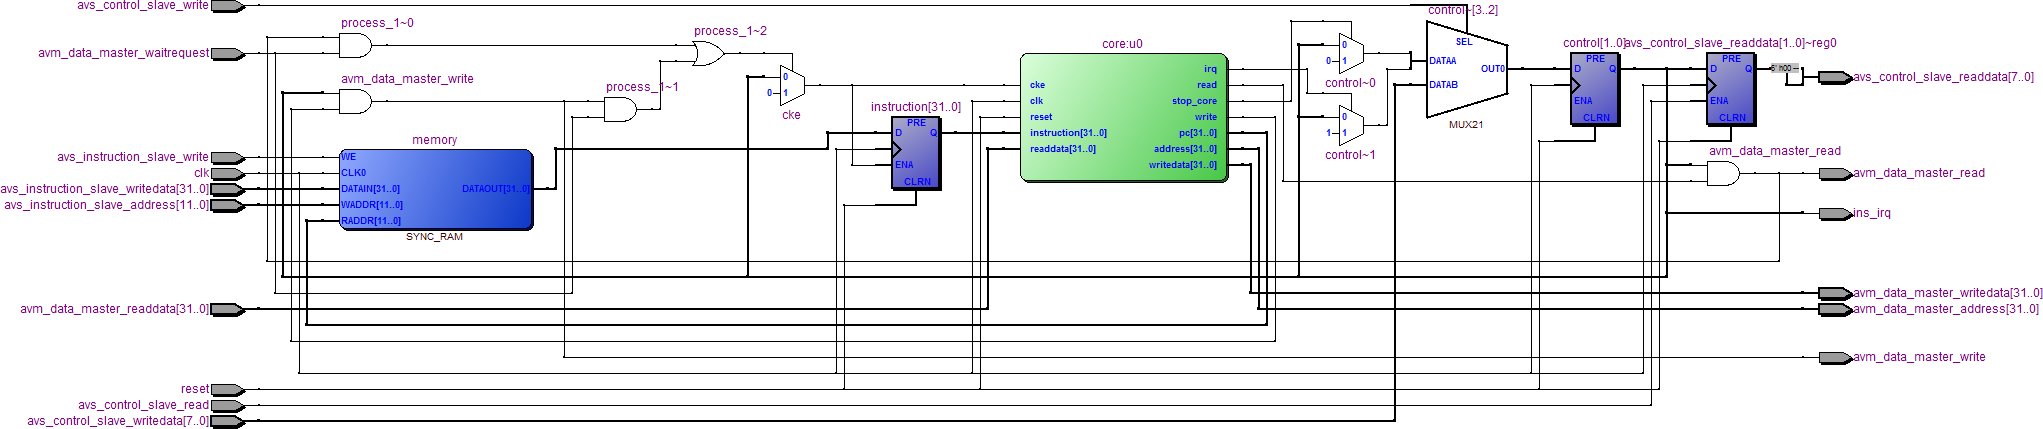 avs_control_slave_write
avm_data_master_waitrequest
avs_instruction_slave_write
clk
avs_instruction_slave_writedata[31..0]
avs_instruction_slave_address[11..0]
avm_data_master_readdata[31..0]
reset
avs_control_slave_read
avs_control_slave_writedata[7..0]
process_1~0
avm_data_master_write
memory
WE
CLK0
DATAIN[31..0]
DATAOUT[31..0]
WADDR[11..0]
RADDR[11..0]
SYNC_RAM
process_1~1
process_1~2
0
0
1
cke
instruction[31..0]
PRE
D
Q
ENA
CLRN
core:u0
cke
clk
reset
instruction[31..0]
readdata[31..0]
irq
read
stop_core
write
pc[31..0]
address[31..0]
writedata[31..0]
0
0
1
control~0
0
1
1
control~1
control~[3..2]
SEL
DATAA
OUT0
DATAB
MUX21
control[1..0]
PRE
D
Q
ENA
CLRN
avs_control_slave_readdata[1..0]~reg0
PRE
D
Q
ENA
CLRN
6' h00 --
avm_data_master_read
avs_control_slave_readdata[7..0]
avm_data_master_read
ins_irq
avm_data_master_writedata[31..0]
avm_data_master_address[31..0]
avm_data_master_write